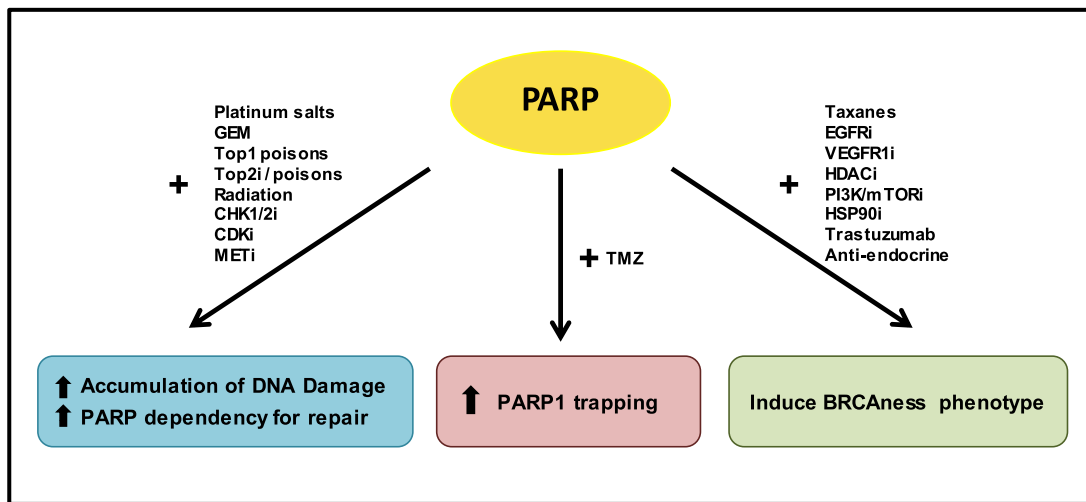 PARP
Platinum salts
GEM
Top1 poisons
Top2i / poisons
Radiation
CHK1/2i
CDKi
METi
+
+ TMZ
Taxanes
EGFRi
VEGFR1i
HDACi
PI3K/mTORi
HSP90i
Trastuzumab
Anti-endocrine
+
Accumulation of DNA Damage
PARP dependency for repair
PARP1 trapping
Induce BRCAness phenotype